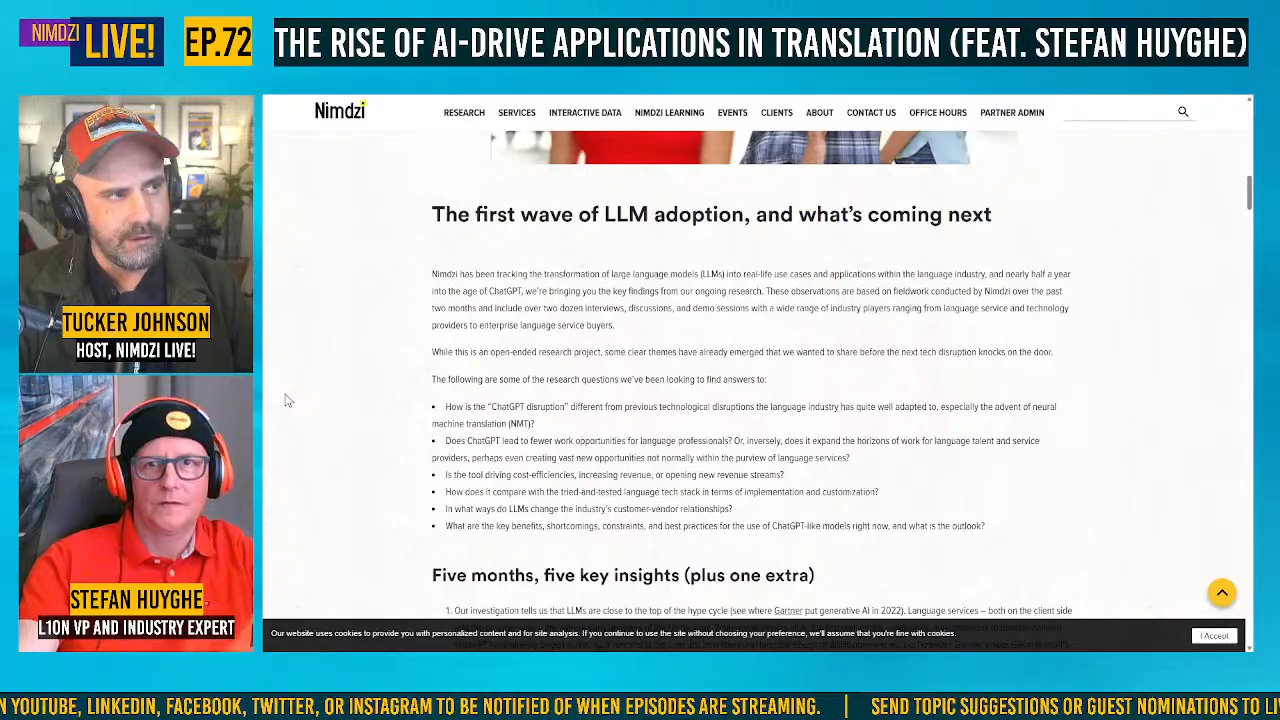 NIMDZI LIVE!
EP.72
THE RISE OF AI-DRIVE APPLICATIONS IN TRANSLATION (FEAT. STEFAN HUYGHE)
Nimdzi
RESEARCH SERVICES INTERACTIVE DATA NIMDZI LEARNING EVENTS CLIENTS ABOUT CONTACT US OFFICE HOURS PARTNER ADMIN
TUCKER JOHNSON
HOST, NIMDZI LIVE!
STEFAN HUYGHE
L10N VP AND INDUSTRY EXPERT
The first wave of LLM adoption, and what's coming next
Nimdzi has been tracking the transformation of large language models (LLMs) into real-life use cases and applications within the language industry, and nearly half a year
into the age of ChatGPT, we're bringing you the key findings from our ongoing research. These observations are based on fieldwork conducted by Nimdzi over the past
two months and include over two dozen interviews, discussions, and demo sessions with a wide range of industry players ranging from language service and technology
providers to enterprise language service buyers.
While this is an open-ended research project, some clear themes have already emerged that we wanted to share before the next tech disruption knocks on the door.
The following are some of the research questions we've been looking to find answers to:
• How is the "ChatGPT disruption" different from previous technological disruptions the language industry has quite well adapted to, especially the advent of neural
machine translation (NMT)?
• Does ChatGPT lead to fewer work opportunities for language professionals? Or, inversely, does it expand the horizons of work for language talent and service
providers, perhaps even creating vast new opportunities not normally within the purview of language services?
• Is the tool driving cost-efficiencies, increasing revenue, or opening new revenue streams?
• How does it compare with the tried-and-tested language tech stack in terms of implementation and customization?
• In what ways do LLMs change the industry's customer-vendor relationships?
• What are the key benefits, shortcomings, constraints, and best practices for the use of ChatGPT-like models right now, and what is the outlook?
Five months, five key insights (plus one extra)
1. Our investigation tells us that LLMs are close to the top of the hype cycle (see where Gartner put generative AI in 2022). Language services – both on the client side
Our website uses cookies to provide you with personalized content and for site analysis. If you continue to use the site without choosing your preference, we'll assume that you're fine with cookies.
I Accept
N YOUTUBE, LINKEDIN, FACEBOOK, TWITTER, OR INSTAGRAM TO BE NOTIFIED OF WHEN EPISODES ARE STREAMING. | SEND TOPIC SUGGESTIONS OR GUEST NOMINATIONS TO LI